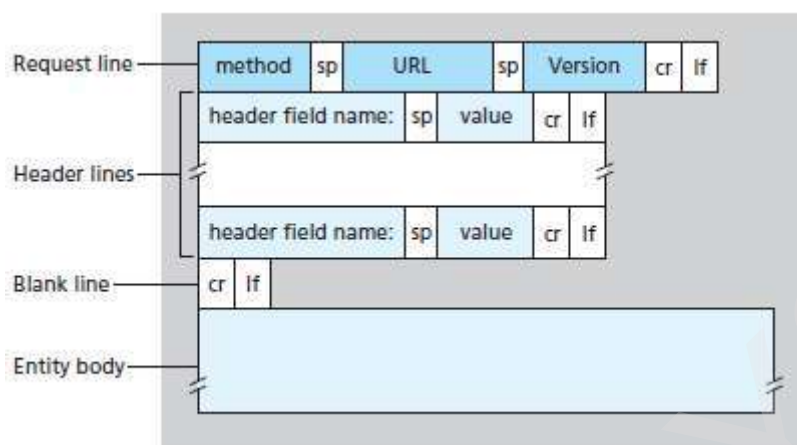 Request line method sp URL sp Version cr lf
header field name: sp value cr lf
Header lines
header field name: sp value cr lf
Blank line cr lf
Entity body